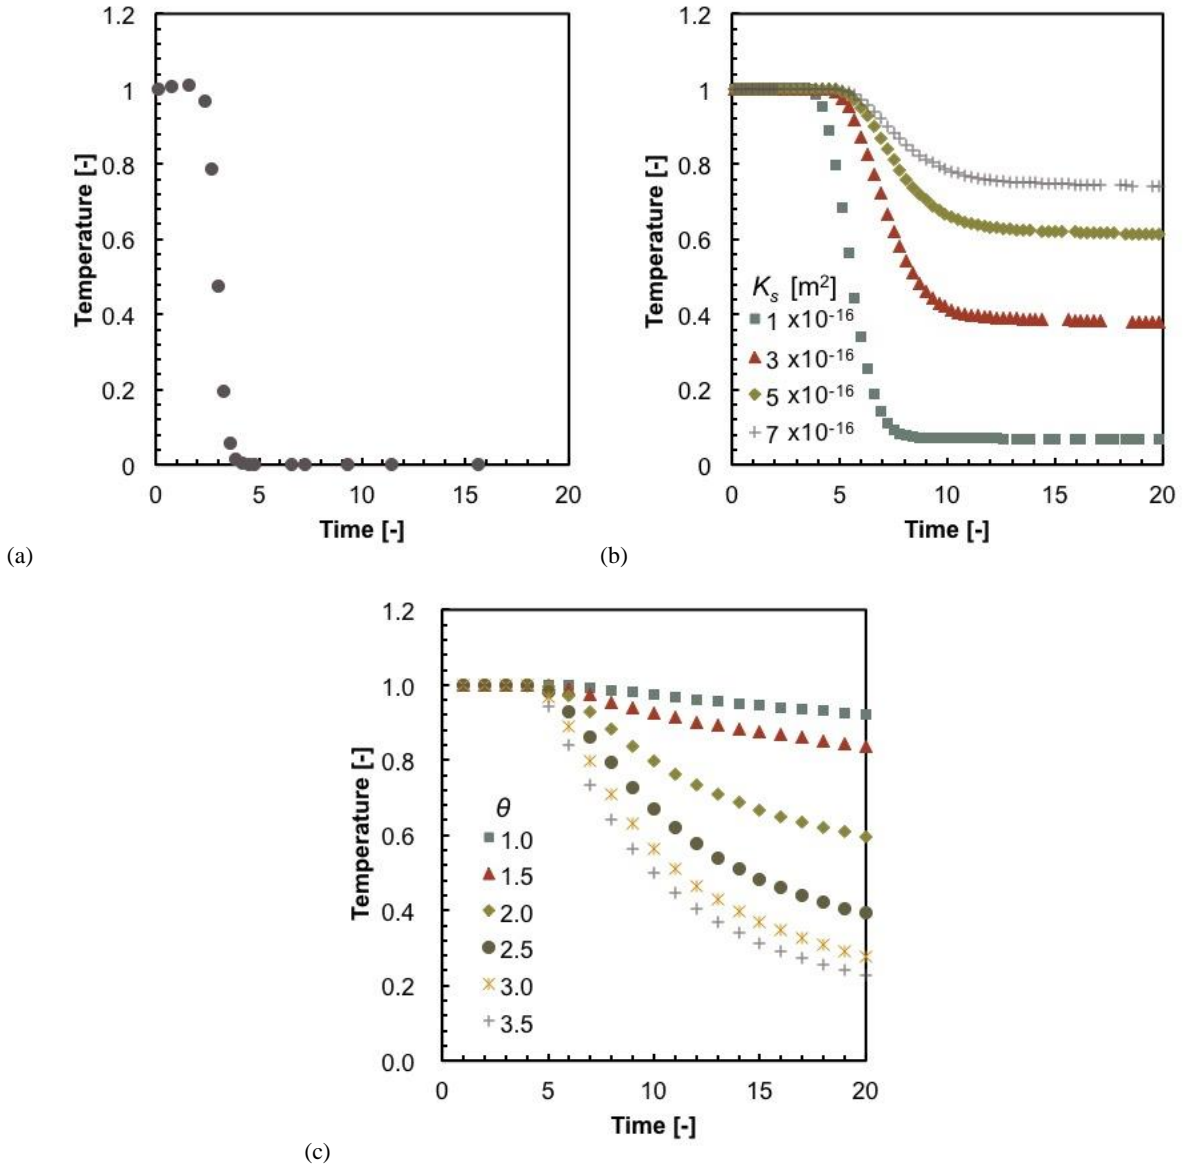 1.2
1
0.8
0.6
0.4
0.2
0
Temperature [-]
0 5 10 15 20
Time [-]
(a)
1.2
1
0.8
0.6
0.4
0.2
0
Temperature [-]
Kₛ [m²]
1 x10⁻¹⁶
3 x10⁻¹⁶
5 x10⁻¹⁶
7 x10⁻¹⁶
0 5 10 15 20
Time [-]
(b)
1.2
1.0
0.8
0.6
0.4
0.2
0.0
Temperature [-]
θ
1.0
1.5
2.0
2.5
3.0
3.5
0 5 10 15 20
Time [-]
(c)